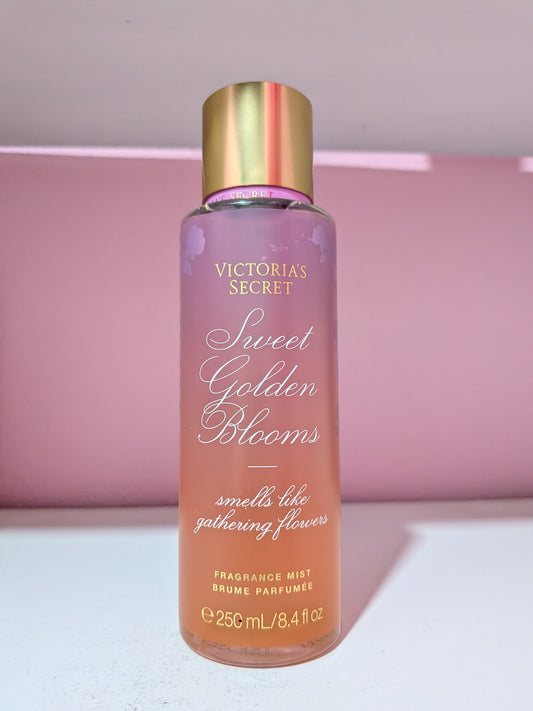 SECRET
VICTORIA'S
SECRET
Sweet
Golden
Blooms
smells like
gathering flowers
FRAGRANCE MIST
BRUME PARFUMÉE
℮ 250 mL/8.4 fl oz